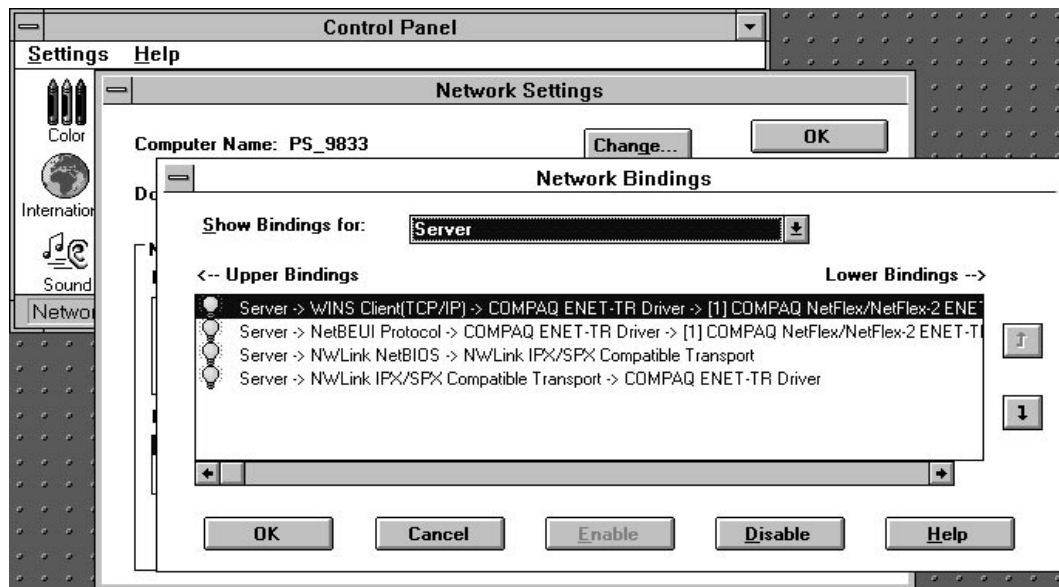 Control Panel
Settings Help
Color
Network Settings
Computer Name: PS_9833
Change...
OK
Internation
Do
Network Bindings
Show Bindings for:
Server
Sound
<-- Upper Bindings
Lower Bindings -->
Networ
Server -> WINS Client(TCP/IP) -> COMPAQ ENET-TR Driver -> [1] COMPAQ NetFlex/NetFlex-2 ENET
Server -> NetBEUI Protocol -> COMPAQ ENET-TR Driver -> [1] COMPAQ NetFlex/NetFlex-2 ENET-T
Server -> NWLink NetBIOS -> NWLink IPX/SPX Compatible Transport
Server -> NWLink IPX/SPX Compatible Transport -> COMPAQ ENET-TR Driver
OK
Cancel
Enable
Disable
Help